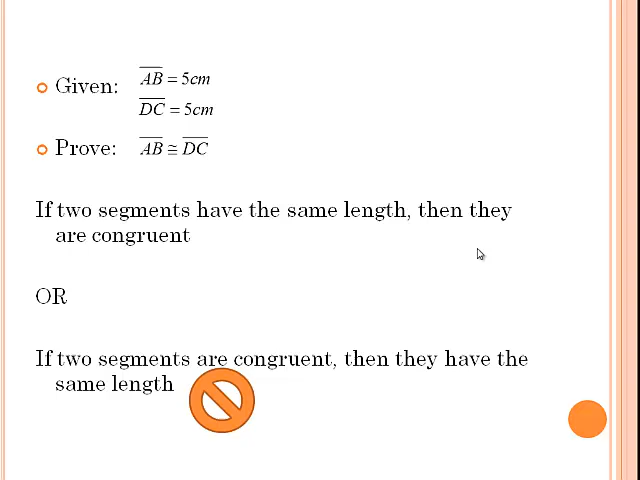 Given: AB = 5cm
DC = 5cm
Prove: AB ≅ DC
If two segments have the same length, then they
are congruent
OR
If two segments are congruent, then they have the
same length